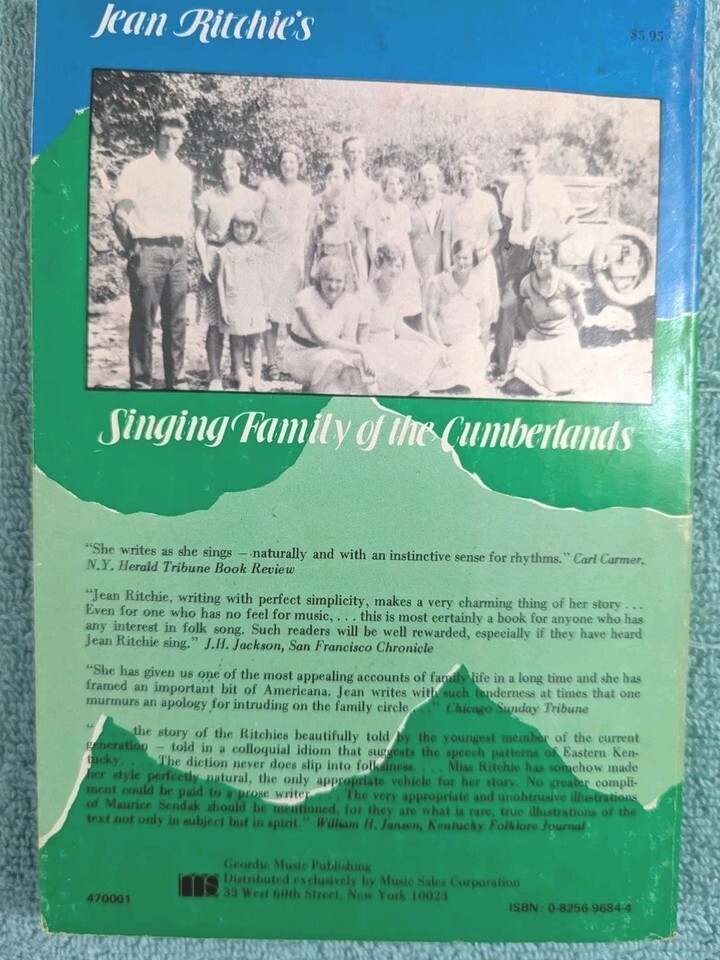 Jean Ritchie's
$5.95
Singing Family of the Cumberlands
"She writes as she sings — naturally and with an instinctive sense for rhythms." Carl Carmer,
N.Y. Herald Tribune Book Review
"Jean Ritchie, writing with perfect simplicity, makes a very charming thing of her story . . .
Even for one who has no feel for music, . . . this is most certainly a book for anyone who has
any interest in folk song. Such readers will be well rewarded, especially if they have heard
Jean Ritchie sing." J.H. Jackson, San Francisco Chronicle
"She has given us one of the most appealing accounts of family life in a long time and she has
framed an important bit of Americana. Jean writes with such tenderness at times that one
murmurs an apology for intruding on the family circle . . ." Chicago Sunday Tribune
". . . the story of the Ritchies beautifully told by the youngest member of the current
generation — told in a colloquial idiom that suggests the speech patterns of Eastern Ken-
tucky. . . . The diction never does slip into folksiness. . . . Miss Ritchie has somehow made
her style perfectly natural, the only appropriate vehicle for her story. No greater compli-
ment could be paid to a prose writer. . . . The very appropriate and unobtrusive illustrations
of Maurice Sendak should be mentioned, for they are what is rare, true illustrations of the
text not only in subject but in spirit." William H. Jansen, Kentucky Folklore Journal
ms
Geordie Music Publishing
Distributed exclusively by Music Sales Corporation
33 West 60th Street, New York 10023
470001
ISBN: 0-8256-9684-4